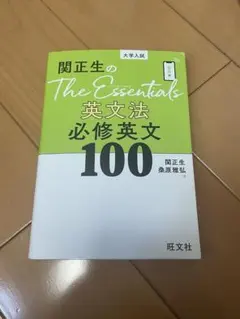 大学入試
関正生の
The Essentials
英文法
必修英文
100
関正生
桑原雅弘
旺文社